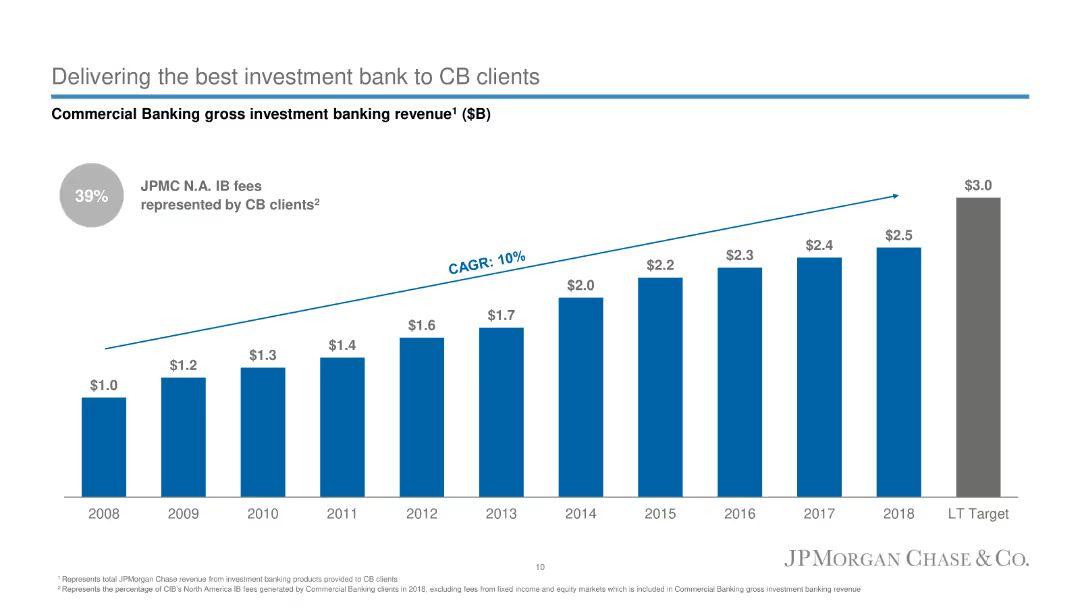 Delivering the best investment bank to CB clients
Commercial Banking gross investment banking revenue¹ ($B)
39%
JPMC N.A. IB fees
represented by CB clients²
CAGR: 10%
$1.0
$1.2
$1.3
$1.4
$1.6
$1.7
$2.0
$2.2
$2.3
$2.4
$2.5
$3.0
2008
2009
2010
2011
2012
2013
2014
2015
2016
2017
2018
LT Target
JPMORGAN CHASE & CO.
10
¹ Represents total JPMorgan Chase revenue from investment banking products provided to CB clients
² Represents the percentage of CIB's North America IB fees generated by Commercial Banking clients in 2018, excluding fees from fixed income and equity markets which is included in Commercial Banking gross investment banking revenue